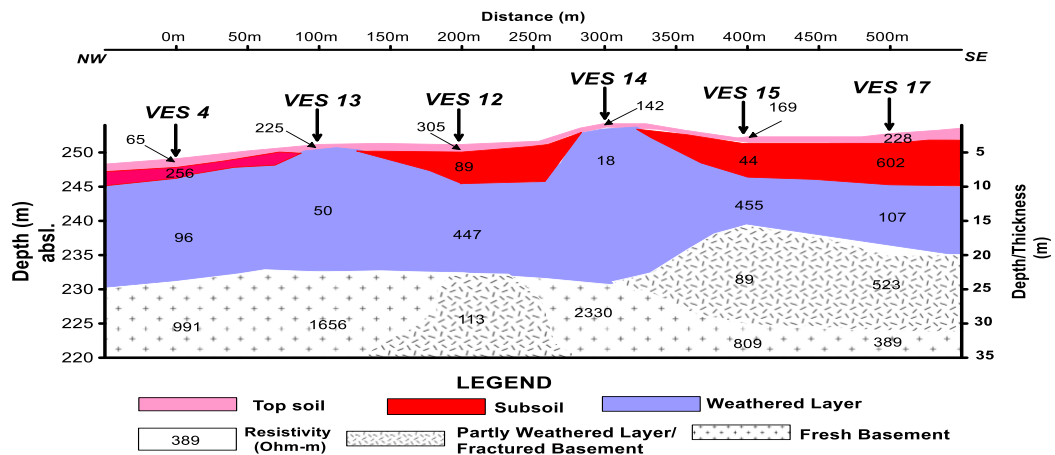 Distance (m)
0m 50m 100m 150m 200m 250m 300m 350m 400m 450m 500m
NW SE
VES 4 VES 13 VES 12 VES 14 VES 15 VES 17
65 225 305 142 169 228
250 5
256 89 18 44 602
245 10
240 50 455 107 15
96 447
235 20
230 89 523 25
991 1656 113 2330
225 30
809 389
220 35
Depth (m)
absl.
Depth/Thickness
(m)
LEGEND
Top soil Subsoil Weathered Layer
389 Resistivity
(Ohm-m)
Partly Weathered Layer/
Fractured Basement
Fresh Basement